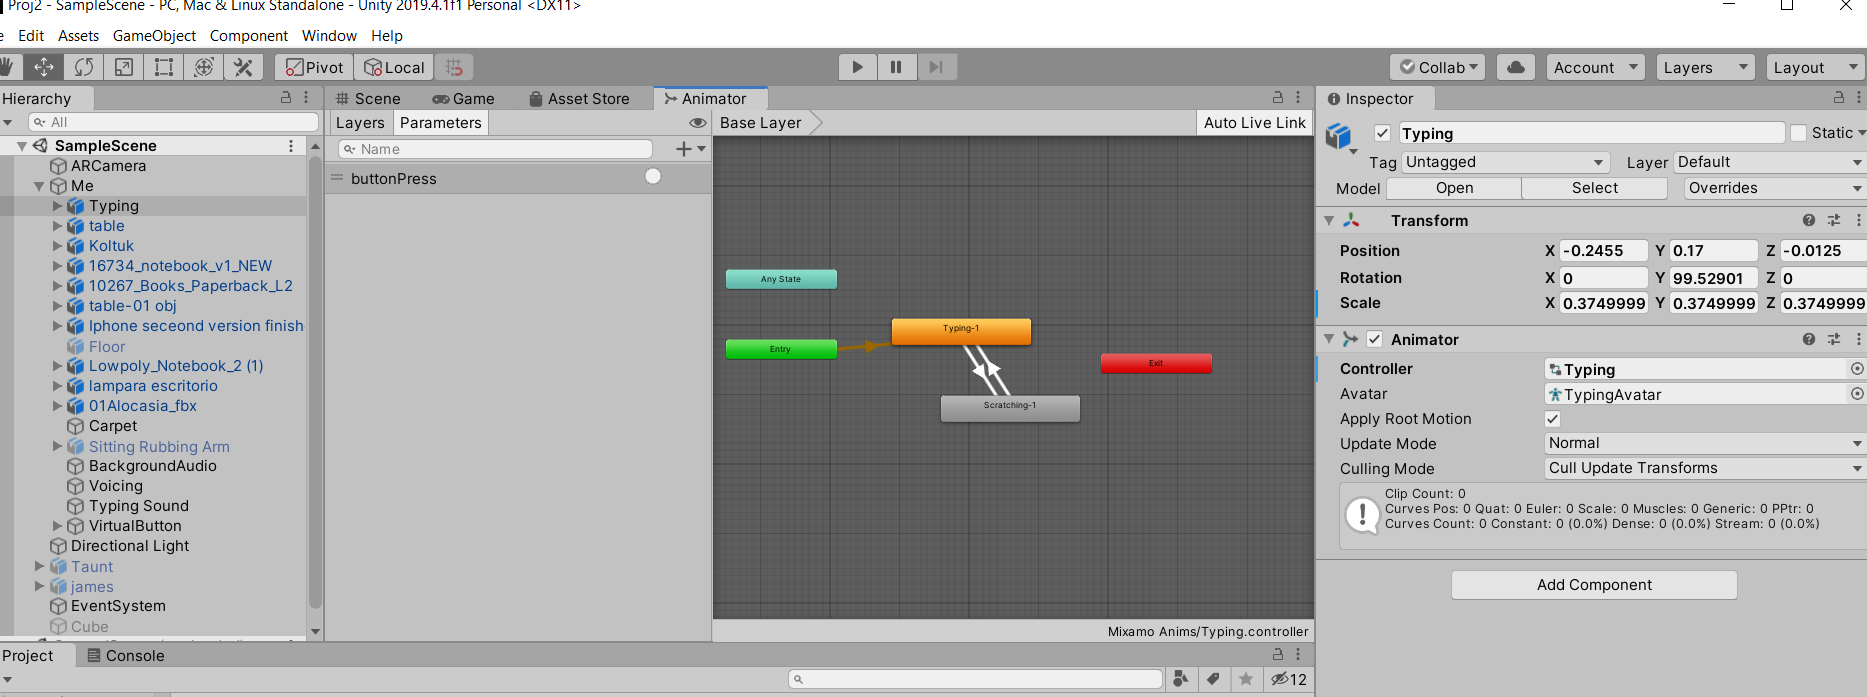 Proj2 - SampleScene - PC, Mac & Linux Standalone - Unity 2019.4.1f1 Personal <DX11>
e Edit Assets GameObject Component Window Help
Pivot Local Collab Account Layers Layout
Hierarchy
All
SampleScene
ARCamera
Me
Typing
table
Koltuk
16734_notebook_v1_NEW
10267_Books_Paperback_L2
table-01 obj
Iphone seceond version finish
Floor
Lowpoly_Notebook_2 (1)
lampara escritorio
01Alocasia_fbx
Carpet
Sitting Rubbing Arm
BackgroundAudio
Voicing
Typing Sound
VirtualButton
Directional Light
Taunt
james
EventSystem
Cube
Scene Game Asset Store Animator
Layers Parameters Base Layer Auto Live Link
Name
buttonPress
Any State
Typing-1
Entry
Exit
Scratching-1
Mixamo Anims/Typing.controller
Inspector
Typing Static
Tag Untagged Layer Default
Model Open Select Overrides
Transform
Position X -0.2455 Y 0.17 Z -0.0125
Rotation X 0 Y 99.52901 Z 0
Scale X 0.3749999 Y 0.3749999 Z 0.3749999
Animator
Controller Typing
Avatar TypingAvatar
Apply Root Motion
Update Mode Normal
Culling Mode Cull Update Transforms
Clip Count: 0
Curves Pos: 0 Quat: 0 Euler: 0 Scale: 0 Muscles: 0 Generic: 0 PPtr: 0
Curves Count: 0 Constant: 0 (0.0%) Dense: 0 (0.0%) Stream: 0 (0.0%)
Add Component
Project Console
12